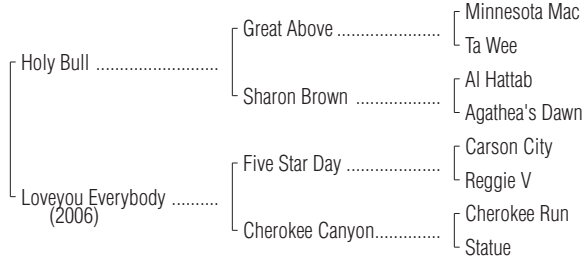 Minnesota Mac
Great Above ..................
Ta Wee
Holy Bull .........................
Al Hattab
Sharon Brown ..................
Agathea's Dawn
Carson City
Five Star Day ...................
Reggie V
Loveyou Everybody ..........
(2006)
Cherokee Run
Cherokee Canyon...............
Statue